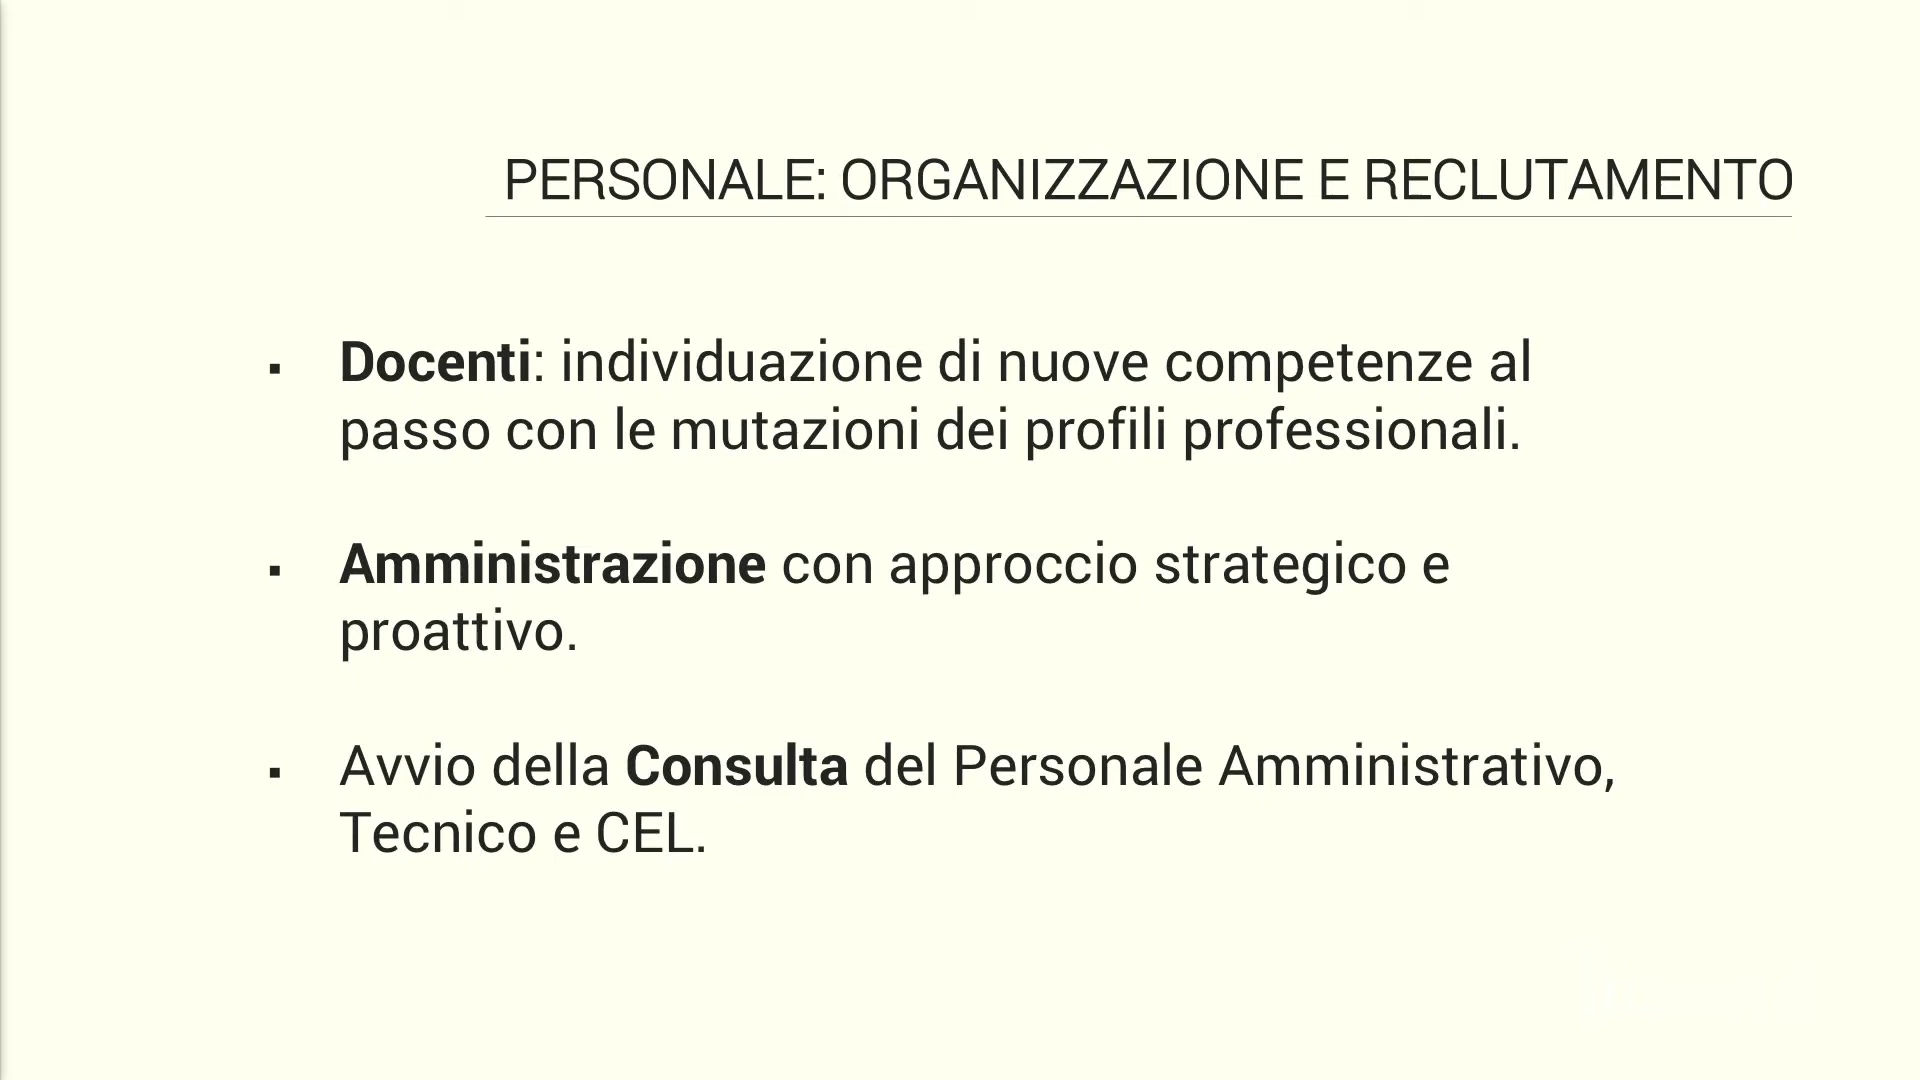 PERSONALE: ORGANIZZAZIONE E RECLUTAMENTO
▪ Docenti: individuazione di nuove competenze al
passo con le mutazioni dei profili professionali.
▪ Amministrazione con approccio strategico e
proattivo.
▪ Avvio della Consulta del Personale Amministrativo,
Tecnico e CEL.